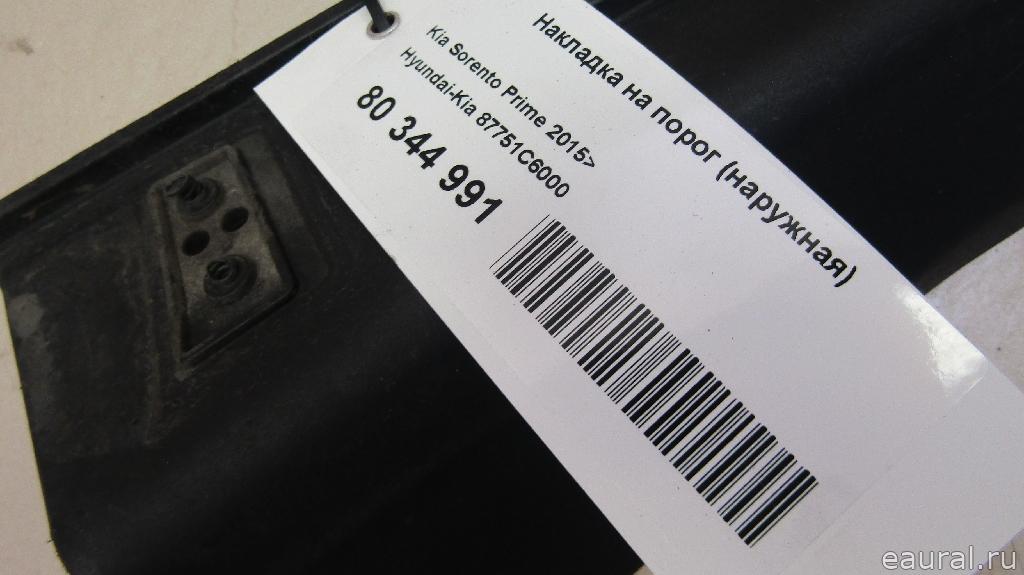 Накладка на порог (наружная)
Kia Sorento Prime 2015>
Hyundai-Kia 87751C6000
80 344 991
eaural.ru